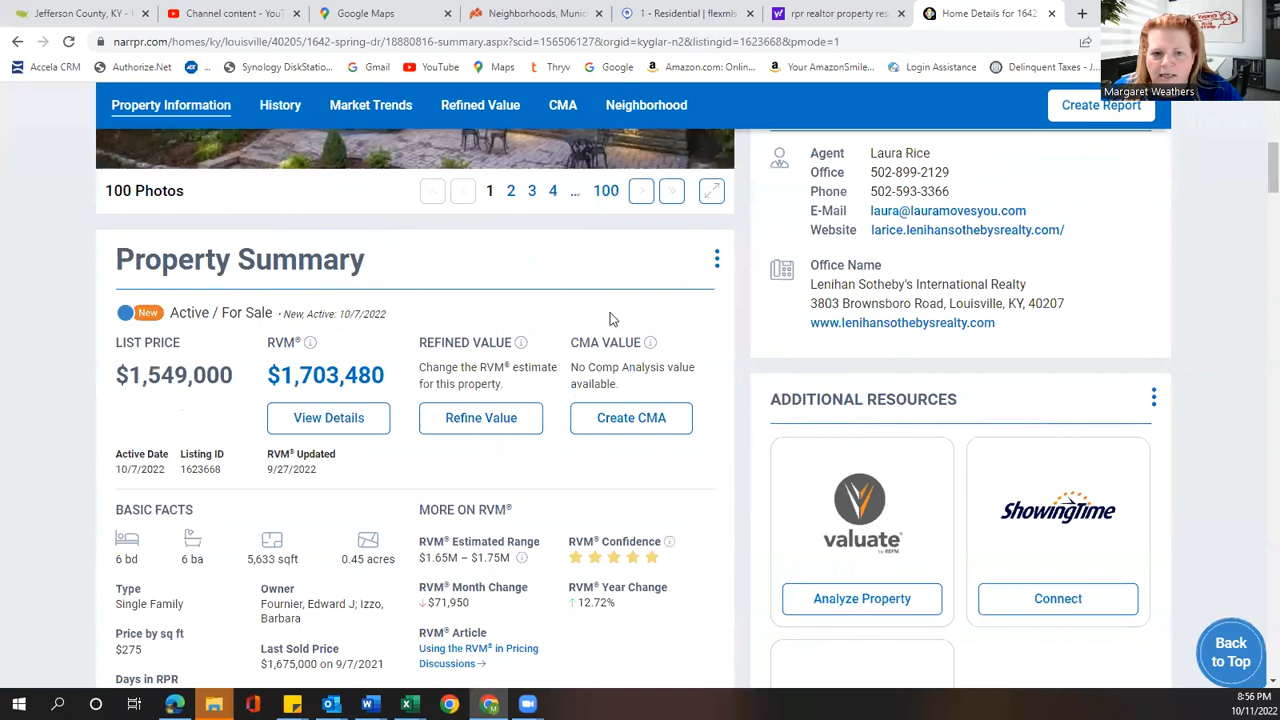 Jefferson County, KY -
Channel content - YouT
Google Maps
Neighborhoods, Mun
1 - Residential | flexmls
rpr realtor property res
Home Details for 1642
narrpr.com/homes/ky/louisville/40205/1642-spring-dr/18880816-summary.aspx?scid=156506127&orgid=kyglar-n2&listingid=1623668&pmode=1
Accela CRM
Authorize.Net
ADT
..
Synology DiskStatio...
Gmail
YouTube
Maps
Thryv
Google
Amazon.com: Onlin...
Your AmazonSmile...
Login Assistance
Delinquent Taxes - J...
Margaret Weathers
Property Information
History
Market Trends
Refined Value
CMA
Neighborhood
Create Report
100 Photos
1 2 3 4 ... 100
Agent Laura Rice
Office 502-899-2129
Phone 502-593-3366
E-Mail laura@lauramovesyou.com
Website larice.lenihansothebysrealty.com/
Office Name
Lenihan Sotheby's International Realty
3803 Brownsboro Road, Louisville, KY, 40207
www.lenihansothebysrealty.com
Property Summary
New Active / For Sale • New, Active: 10/7/2022
LIST PRICE
$1,549,000
RVM®
$1,703,480
View Details
REFINED VALUE
Change the RVM® estimate
for this property.
Refine Value
CMA VALUE
No Comp Analysis value
available.
Create CMA
Active Date
10/7/2022
Listing ID
1623668
RVM® Updated
9/27/2022
BASIC FACTS
6 bd
6 ba
5,633 sqft
0.45 acres
Type
Single Family
Owner
Fournier, Edward J; Izzo,
Barbara
Price by sq ft
$275
Last Sold Price
$1,675,000 on 9/7/2021
Days in RPR
MORE ON RVM®
RVM® Estimated Range
$1.65M – $1.75M
RVM® Confidence
RVM® Month Change
↓$71,950
RVM® Year Change
↑12.72%
RVM® Article
Using the RVM® in Pricing
Discussions→
ADDITIONAL RESOURCES
valuate®
by REFM
Analyze Property
ShowingTime
Connect
Back
to Top
8:56 PM
10/11/2022